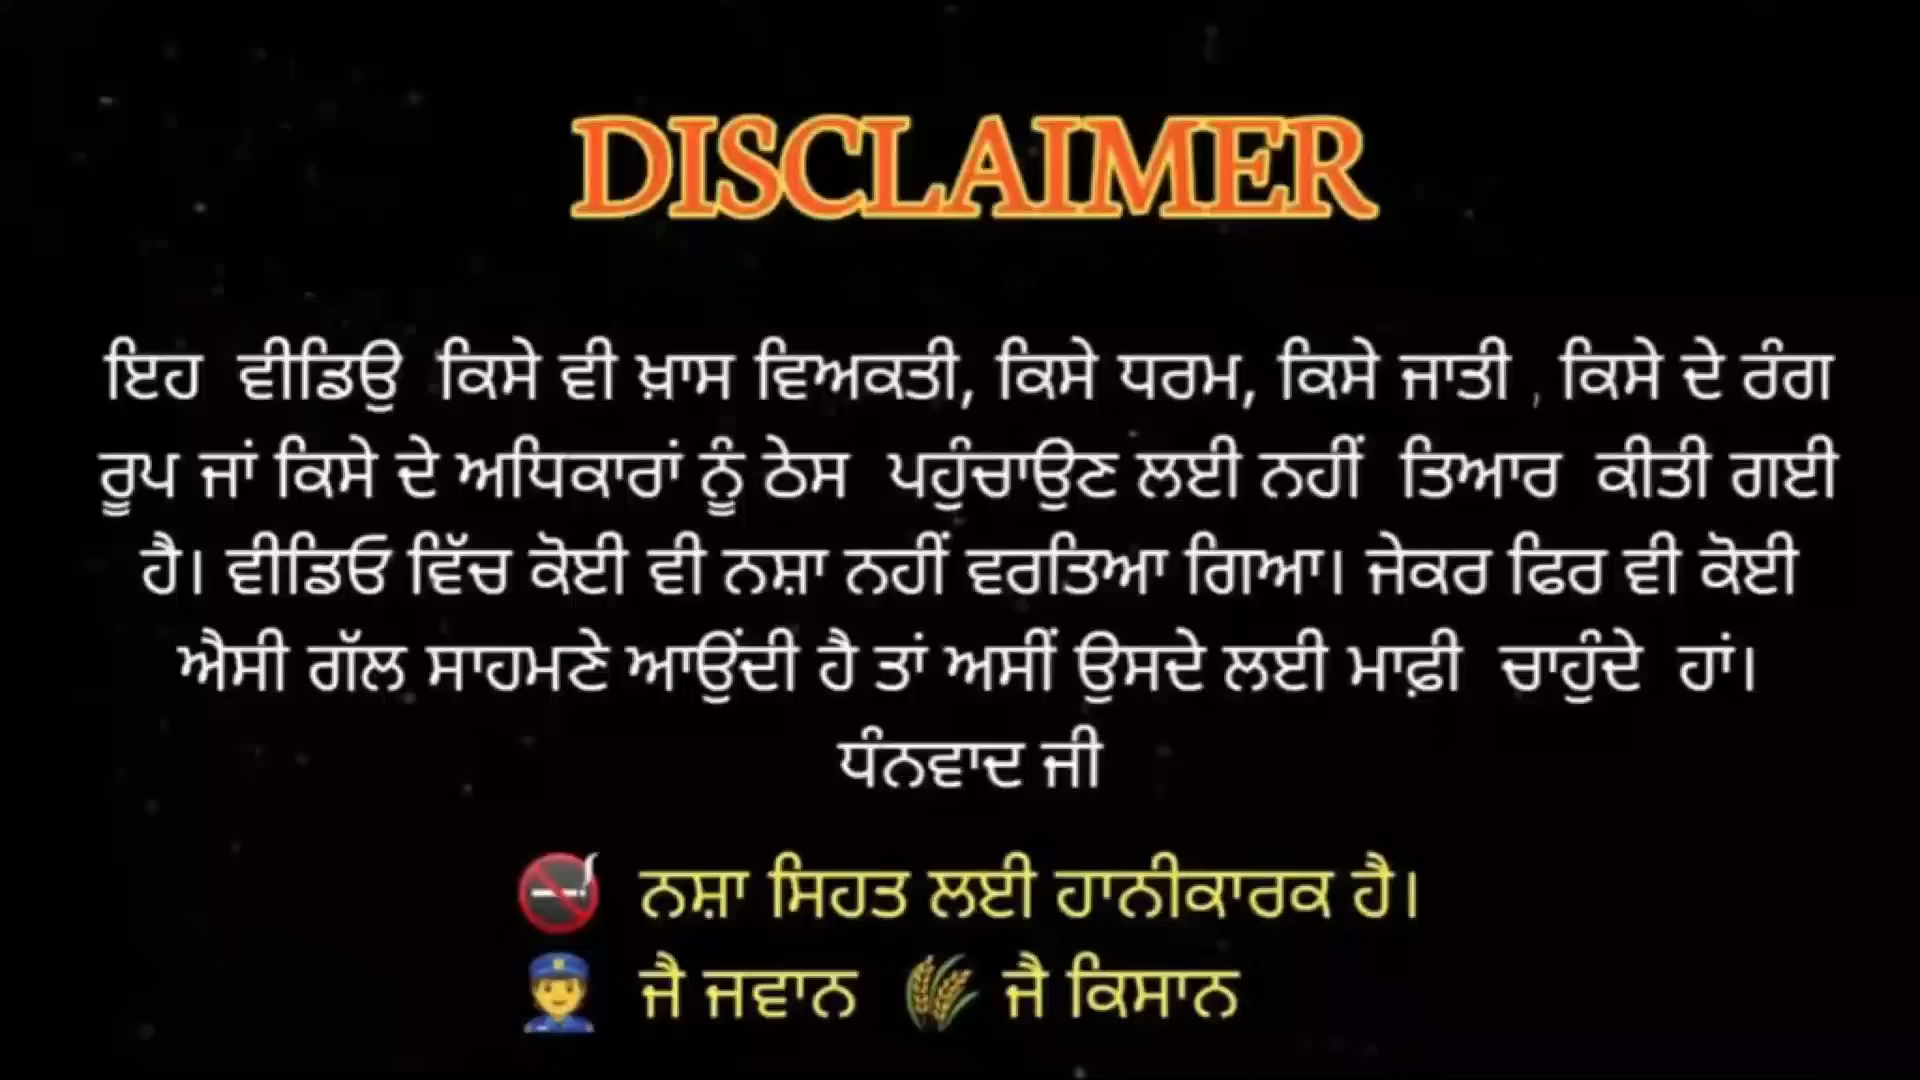 DISCLAIMER
ਇਹ ਵੀਡਿਉ ਕਿਸੇ ਵੀ ਖ਼ਾਸ ਵਿਅਕਤੀ, ਕਿਸੇ ਧਰਮ, ਕਿਸੇ ਜਾਤੀ , ਕਿਸੇ ਦੇ ਰੰਗ
ਰੂਪ ਜਾਂ ਕਿਸੇ ਦੇ ਅਧਿਕਾਰਾਂ ਨੂੰ ਠੇਸ ਪਹੁੰਚਾਉਣ ਲਈ ਨਹੀਂ ਤਿਆਰ ਕੀਤੀ ਗਈ
ਹੈ। ਵੀਡਿਓ ਵਿੱਚ ਕੋਈ ਵੀ ਨਸ਼ਾ ਨਹੀਂ ਵਰਤਿਆ ਗਿਆ। ਜੇਕਰ ਫਿਰ ਵੀ ਕੋਈ
ਐਸੀ ਗੱਲ ਸਾਹਮਣੇ ਆਉਂਦੀ ਹੈ ਤਾਂ ਅਸੀਂ ਉਸਦੇ ਲਈ ਮਾਫ਼ੀ ਚਾਹੁੰਦੇ ਹਾਂ।
ਧੰਨਵਾਦ ਜੀ
🚭 ਨਸ਼ਾ ਸਿਹਤ ਲਈ ਹਾਨੀਕਾਰਕ ਹੈ।
👮 ਜੈ ਜਵਾਨ 🌾 ਜੈ ਕਿਸਾਨ